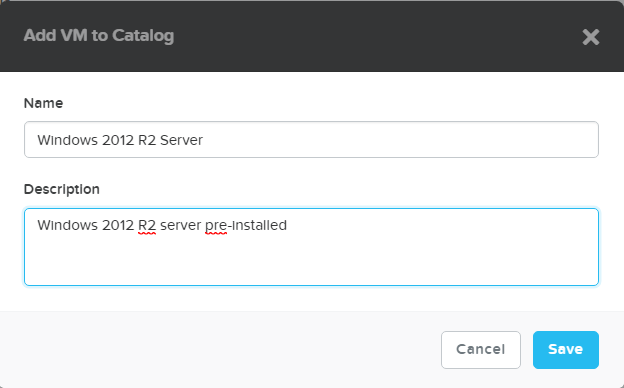 Add VM to Catalog
Name
Windows 2012 R2 Server
Description
Windows 2012 R2 server pre-installed
Cancel Save